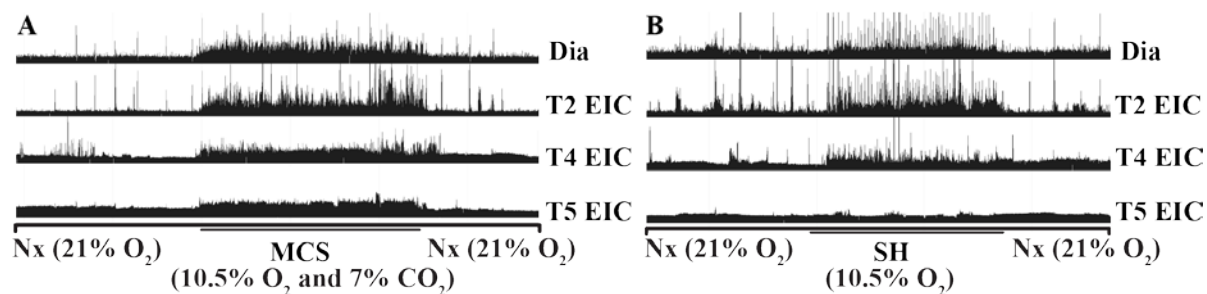 A
Dia
T2 EIC
T4 EIC
T5 EIC
Nx (21% O₂)
MCS
(10.5% O₂ and 7% CO₂)
Nx (21% O₂)
B
Dia
T2 EIC
T4 EIC
T5 EIC
Nx (21% O₂)
SH
(10.5% O₂)
Nx (21% O₂)